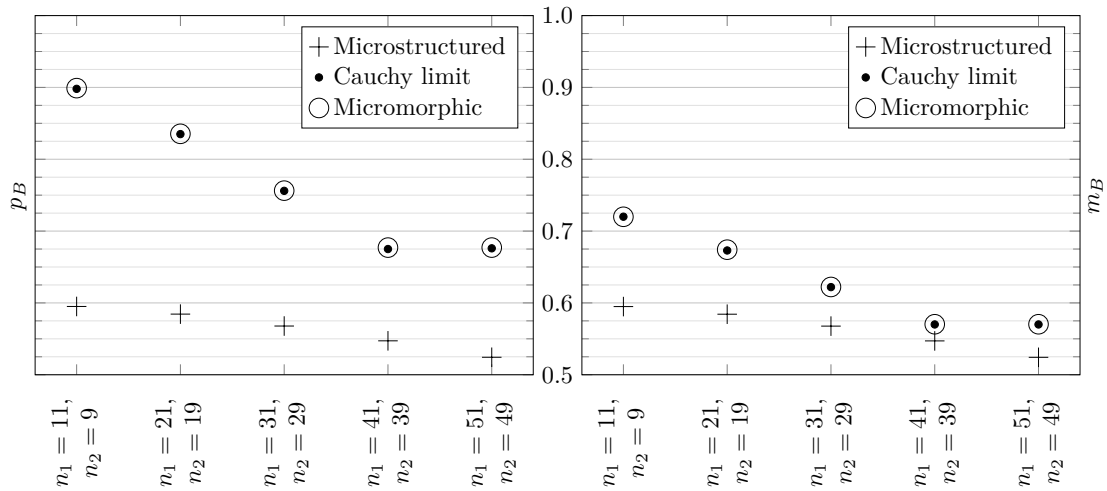 Microstructured
Cauchy limit
Micromorphic
Microstructured
Cauchy limit
Micromorphic
1.0
0.9
0.8
0.7
0.6
0.5
p_B
m_B
n_1 = 11,
n_2 = 9
n_1 = 21,
n_2 = 19
n_1 = 31,
n_2 = 29
n_1 = 41,
n_2 = 39
n_1 = 51,
n_2 = 49
n_1 = 11,
n_2 = 9
n_1 = 21,
n_2 = 19
n_1 = 31,
n_2 = 29
n_1 = 41,
n_2 = 39
n_1 = 51,
n_2 = 49